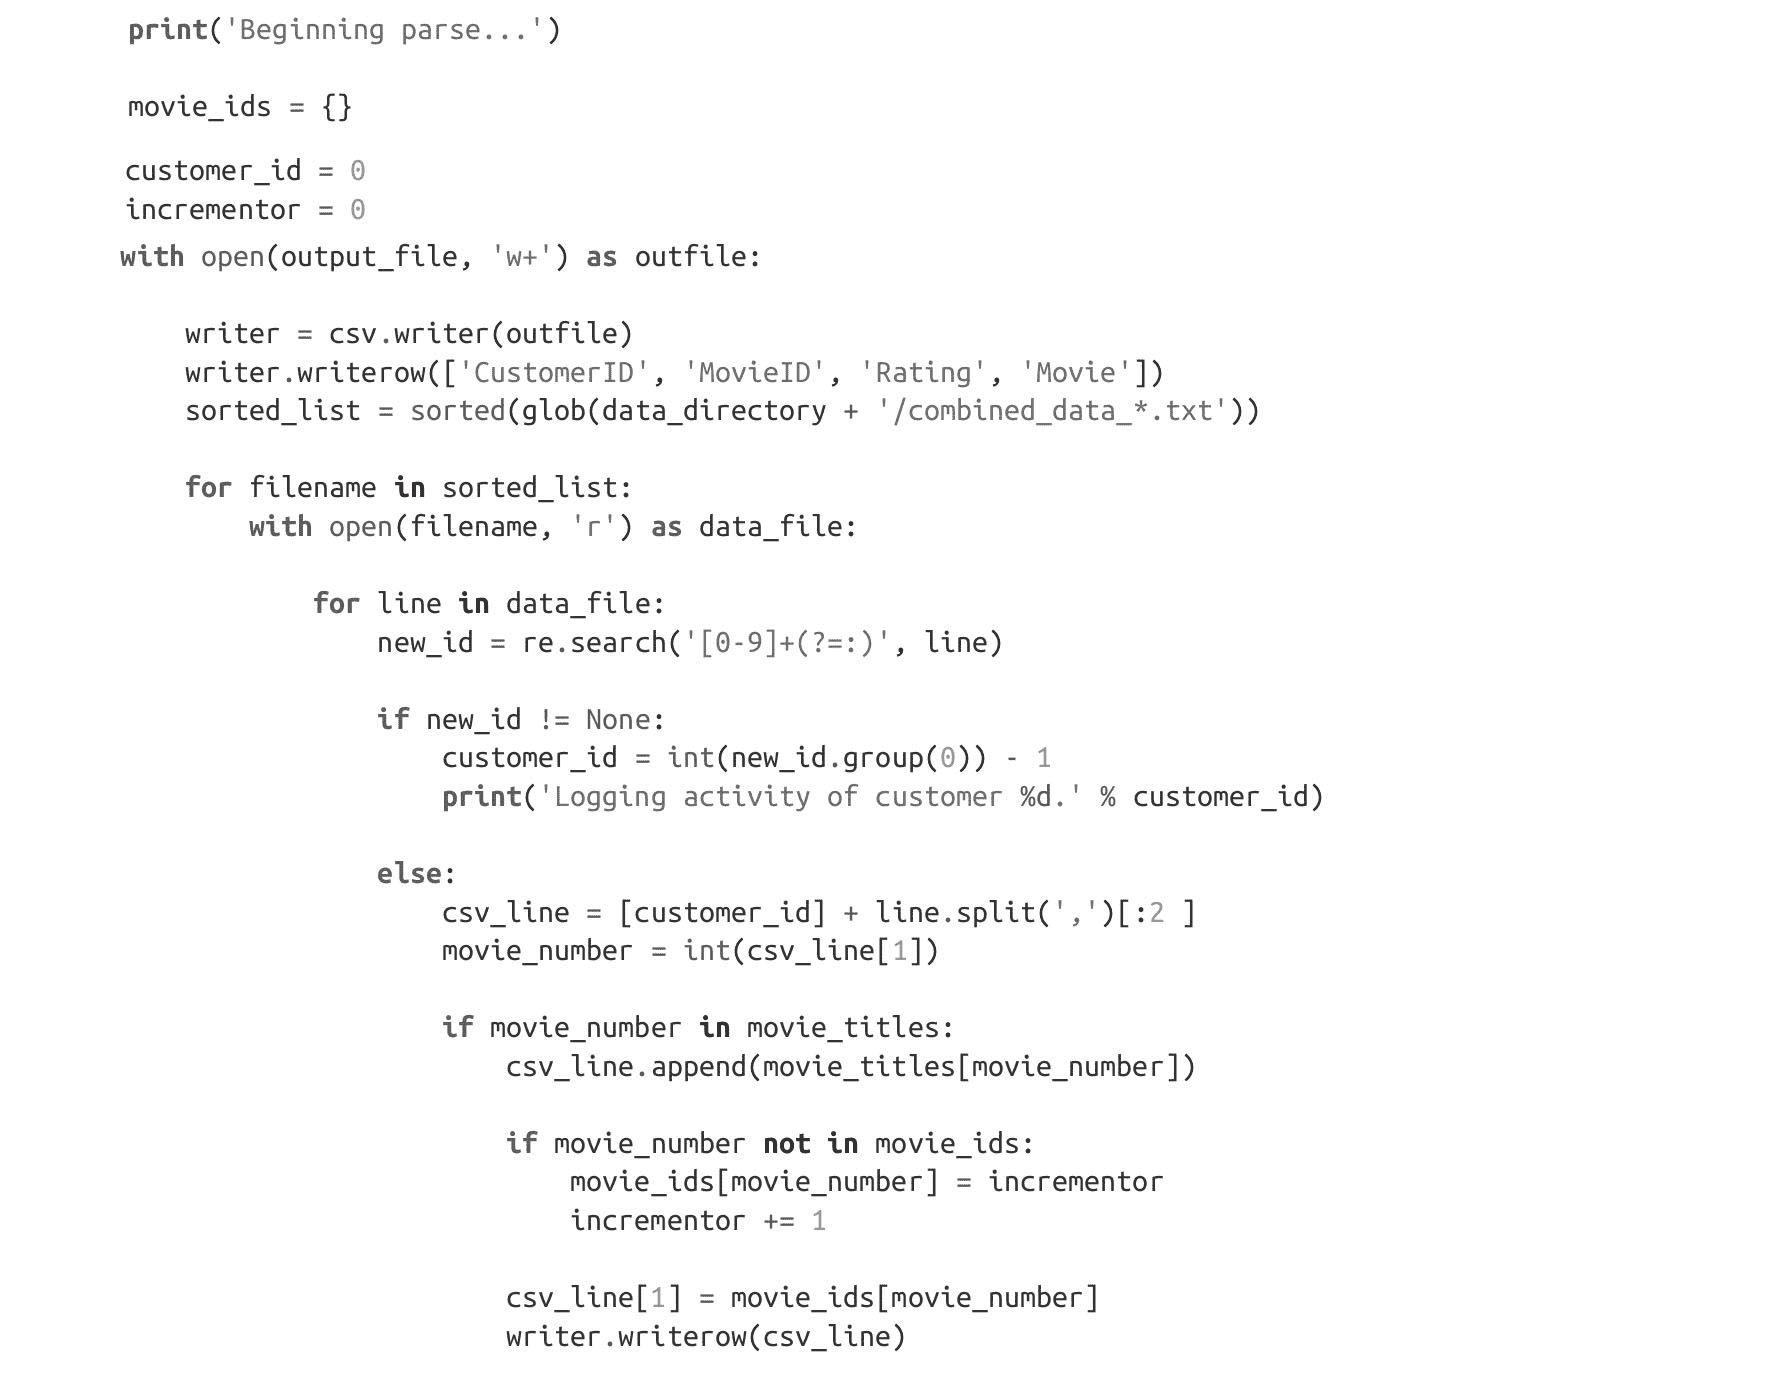 print('Beginning parse...')
movie_ids = {}
customer_id = 0
incrementor = 0
with open(output_file, 'w+') as outfile:
    writer = csv.writer(outfile)
    writer.writerow(['CustomerID', 'MovieID', 'Rating', 'Movie'])
    sorted_list = sorted(glob(data_directory + '/combined_data_*.txt'))
    for filename in sorted_list:
        with open(filename, 'r') as data_file:
            for line in data_file:
                new_id = re.search('[0-9]+(?=:)', line)
                if new_id != None:
                    customer_id = int(new_id.group(0)) - 1
                    print('Logging activity of customer %d.' % customer_id)
                else:
                    csv_line = [customer_id] + line.split(',')[:2 ]
                    movie_number = int(csv_line[1])
                    if movie_number in movie_titles:
                        csv_line.append(movie_titles[movie_number])
                        if movie_number not in movie_ids:
                            movie_ids[movie_number] = incrementor
                            incrementor += 1
                        csv_line[1] = movie_ids[movie_number]
                        writer.writerow(csv_line)